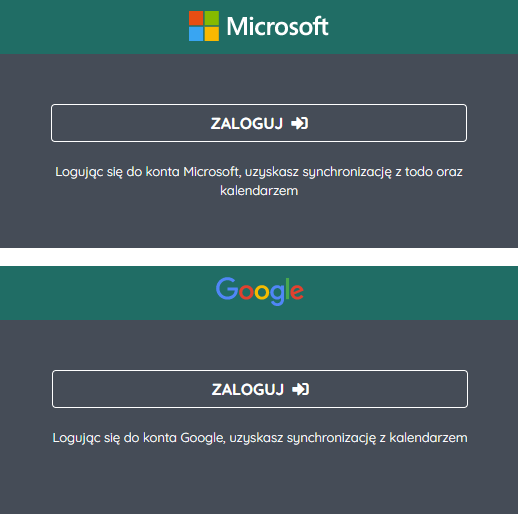 Microsoft
ZALOGUJ
Logując się do konta Microsoft, uzyskasz synchronizację z todo oraz
kalendarzem
Google
ZALOGUJ
Logując się do konta Google, uzyskasz synchronizację z kalendarzem